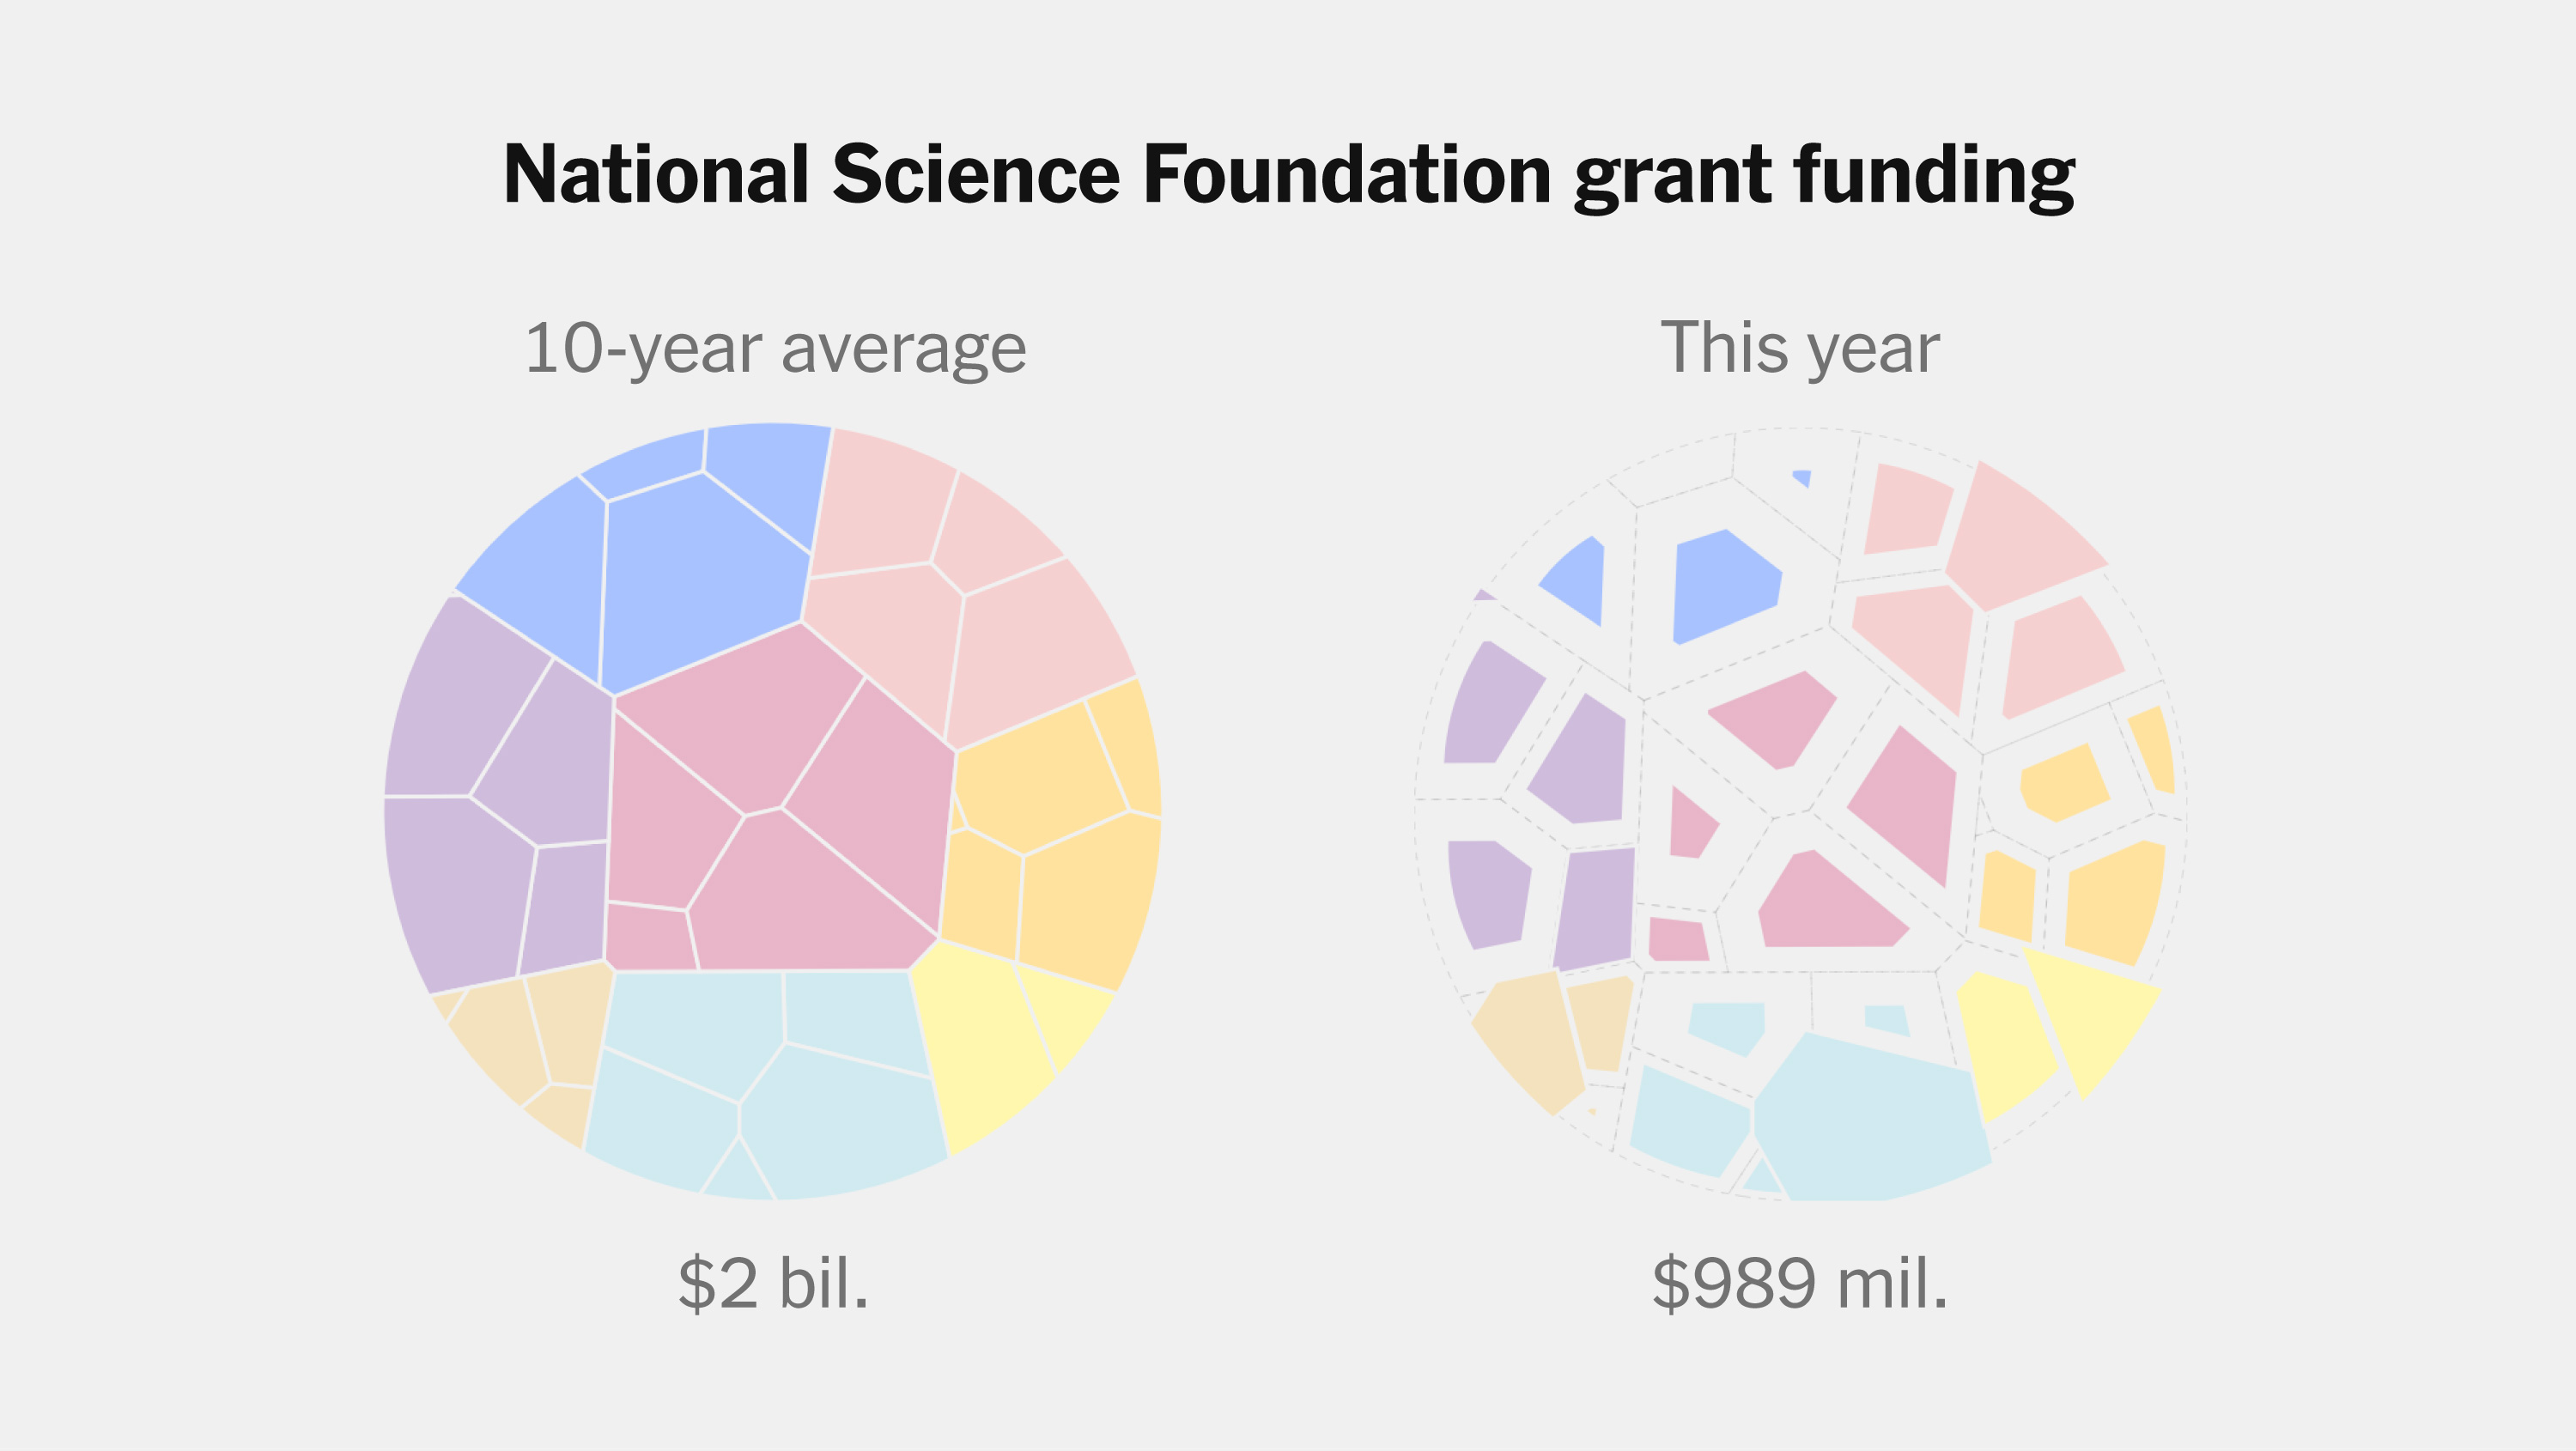 National Science Foundation grant funding
10-year average
This year
$2 bil.
$989 mil.